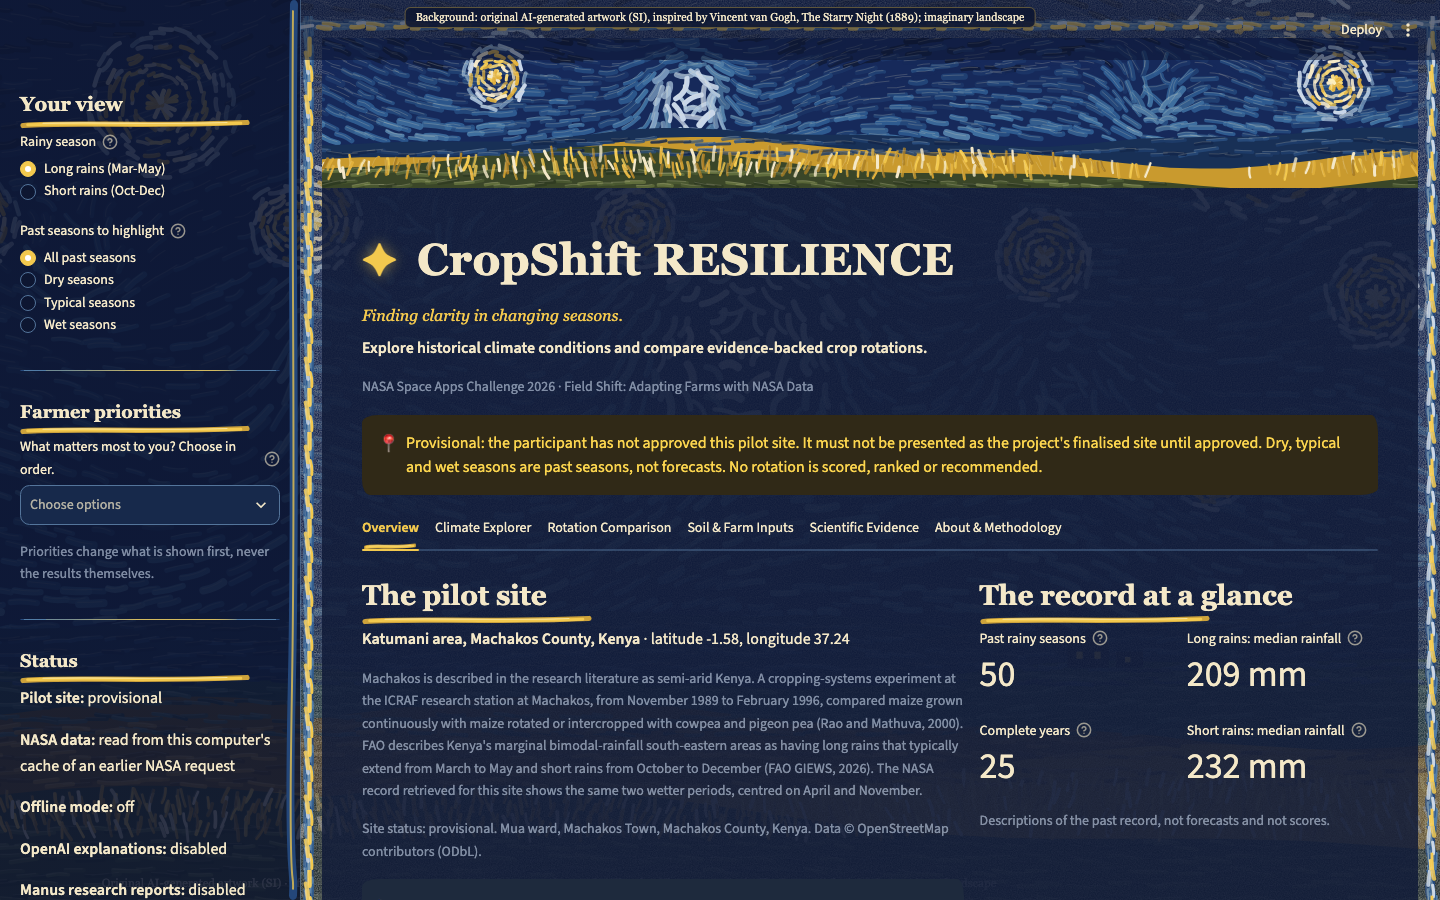 Background: original AI-generated artwork (SI), inspired by Vincent van Gogh, The Starry Night (1889); imaginary landscape
Deploy
Your view
Rainy season
Long rains (Mar-May)
Short rains (Oct-Dec)
Past seasons to highlight
All past seasons
Dry seasons
Typical seasons
Wet seasons
Farmer priorities
What matters most to you? Choose in
order.
Choose options
Priorities change what is shown first, never
the results themselves.
Status
Pilot site: provisional
NASA data: read from this computer's
cache of an earlier NASA request
Offline mode: off
OpenAI explanations: disabled
Manus research reports: disabled
CropShift RESILIENCE
Finding clarity in changing seasons.
Explore historical climate conditions and compare evidence-backed crop rotations.
NASA Space Apps Challenge 2026 · Field Shift: Adapting Farms with NASA Data
Provisional: the participant has not approved this pilot site. It must not be presented as the project's finalised site until approved. Dry, typical
and wet seasons are past seasons, not forecasts. No rotation is scored, ranked or recommended.
Overview Climate Explorer Rotation Comparison Soil & Farm Inputs Scientific Evidence About & Methodology
The pilot site
Katumani area, Machakos County, Kenya · latitude -1.58, longitude 37.24
Machakos is described in the research literature as semi-arid Kenya. A cropping-systems experiment at
the ICRAF research station at Machakos, from November 1989 to February 1996, compared maize grown
continuously with maize rotated or intercropped with cowpea and pigeon pea (Rao and Mathuva, 2000).
FAO describes Kenya's marginal bimodal-rainfall south-eastern areas as having long rains that typically
extend from March to May and short rains from October to December (FAO GIEWS, 2026). The NASA
record retrieved for this site shows the same two wetter periods, centred on April and November.
Site status: provisional. Mua ward, Machakos Town, Machakos County, Kenya. Data © OpenStreetMap
contributors (ODbL).
The record at a glance
Past rainy seasons
50
Long rains: median rainfall
209 mm
Complete years
25
Short rains: median rainfall
232 mm
Descriptions of the past record, not forecasts and not scores.